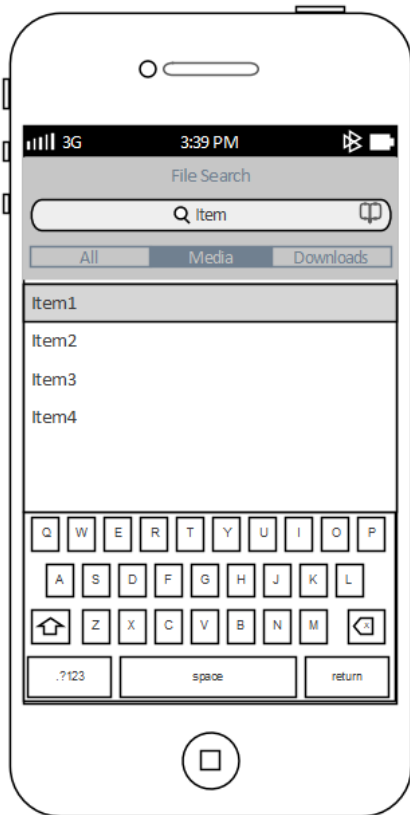 3G 3:39 PM
File Search
Item
All Media Downloads
Item1
Item2
Item3
Item4
Q W E R T Y U I O P
A S D F G H J K L
Z X C V B N M X
.?123 space return